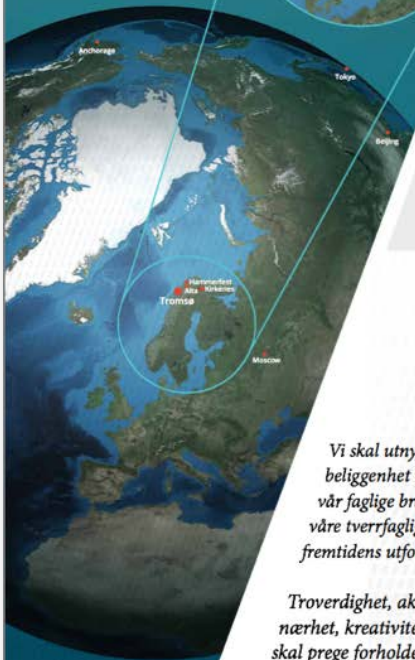 Anchorage
Tokyo
Beijing
Hammerfest
Alta Kirkenes
Tromsø
Moscow
Vi skal utny
beliggenhet
vår faglige br
våre tverrfaglig
fremtidens utfo
Troverdighet, ak
nærhet, kreativite
skal prege forholde